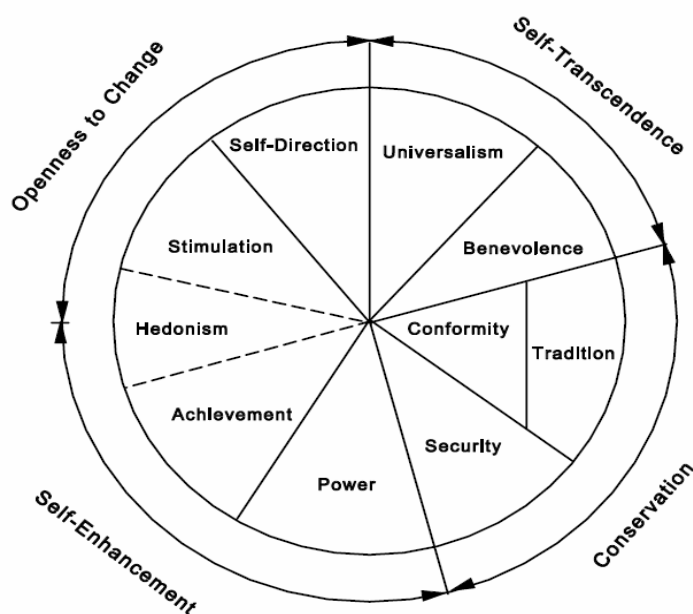 Openness to Change
Self-Transcendence
Self-Direction
Universalism
Stimulation
Benevolence
Hedonism
Conformity
Tradition
Achievement
Security
Power
Self-Enhancement
Conservation